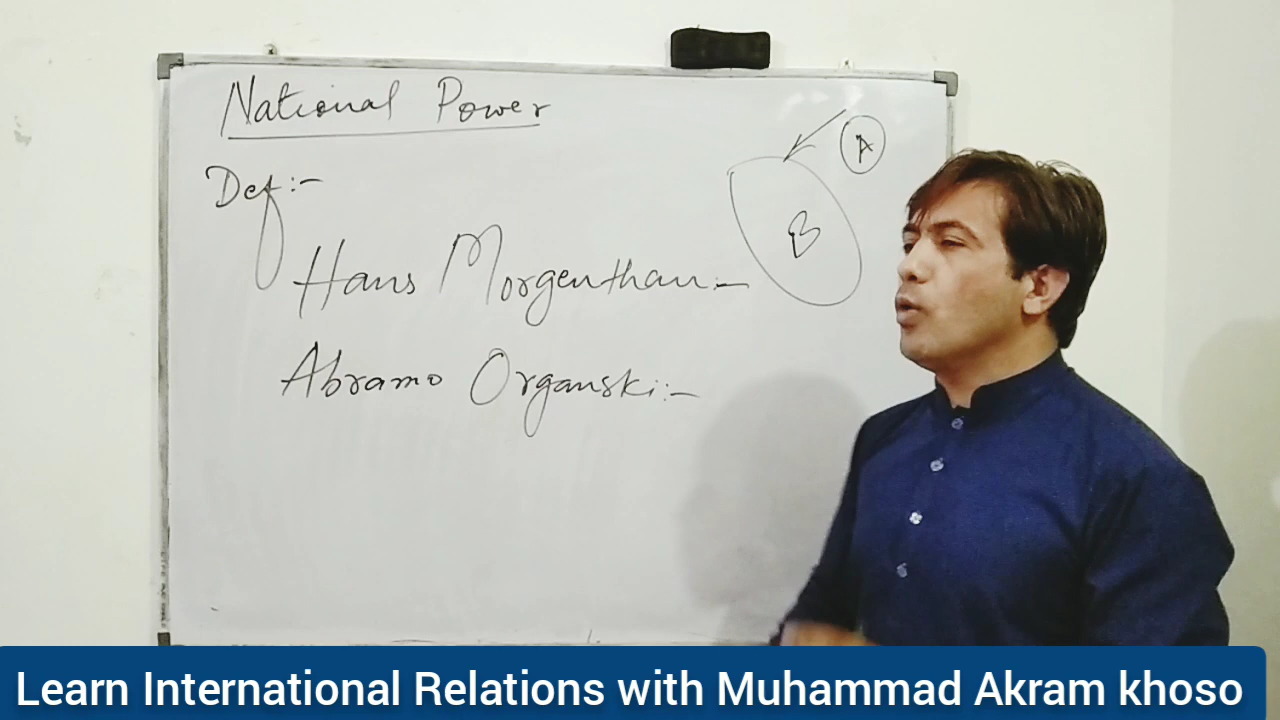 National Power
Def:-
A
B
Hans Morgenthau:-
Abramo Organski:-
Learn International Relations with Muhammad Akram khoso